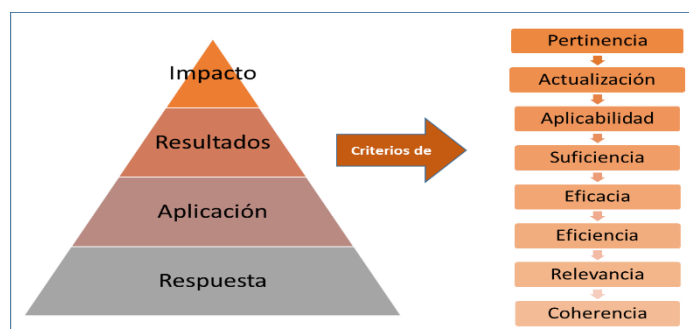 Impacto
Resultados
Aplicación
Respuesta
Criterios de
Pertinencia
Actualización
Aplicabilidad
Suficiencia
Eficacia
Eficiencia
Relevancia
Coherencia